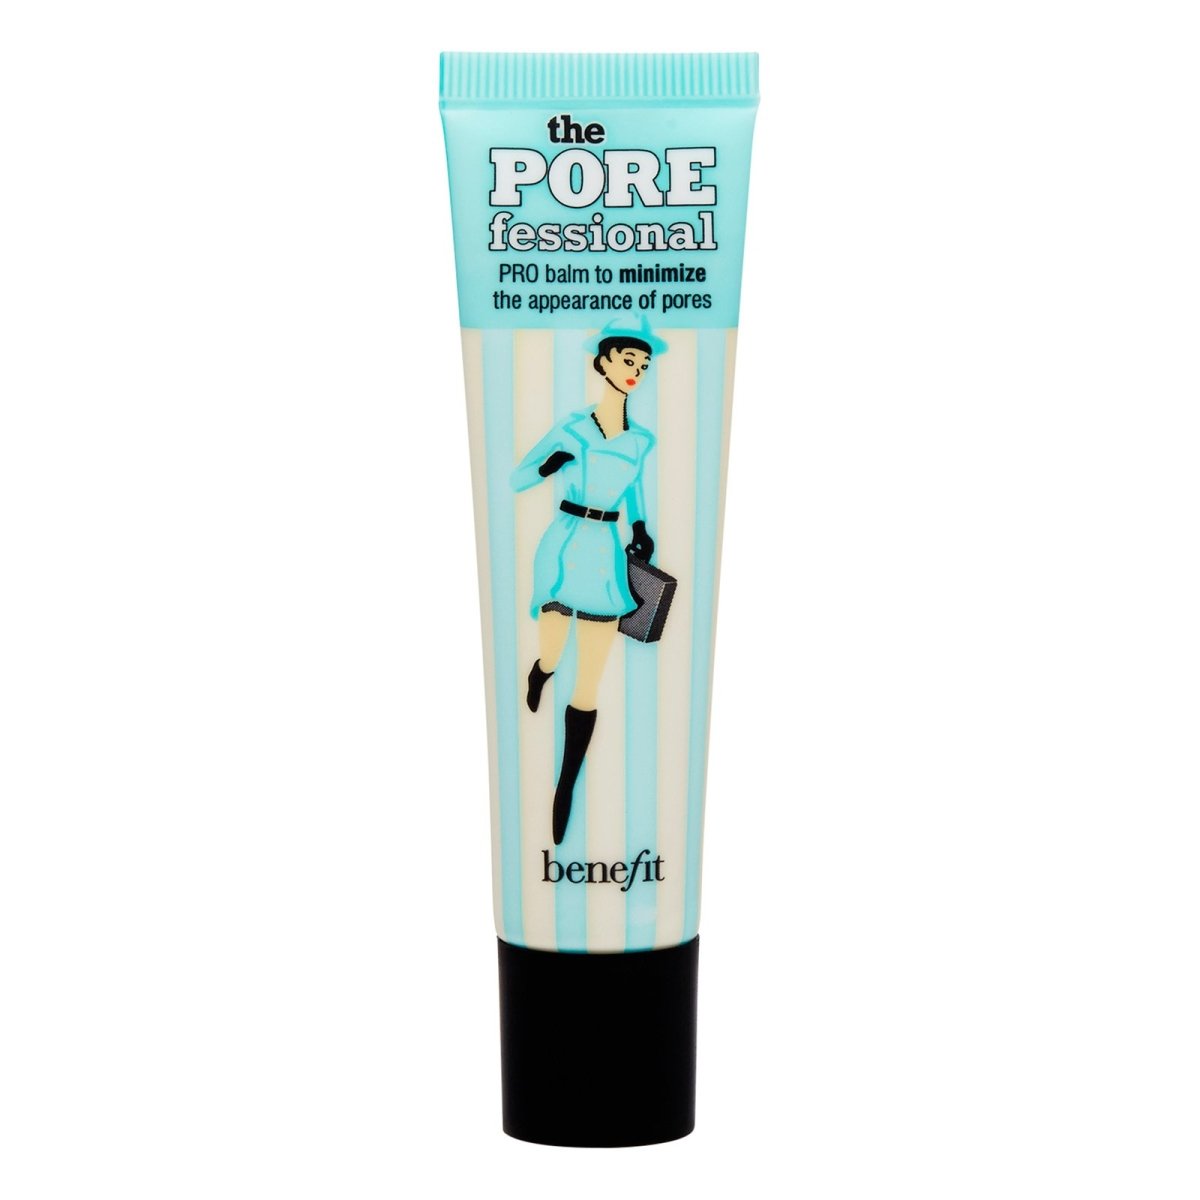 the
PORE
fessional
PRO balm to minimize
the appearance of pores
benefit